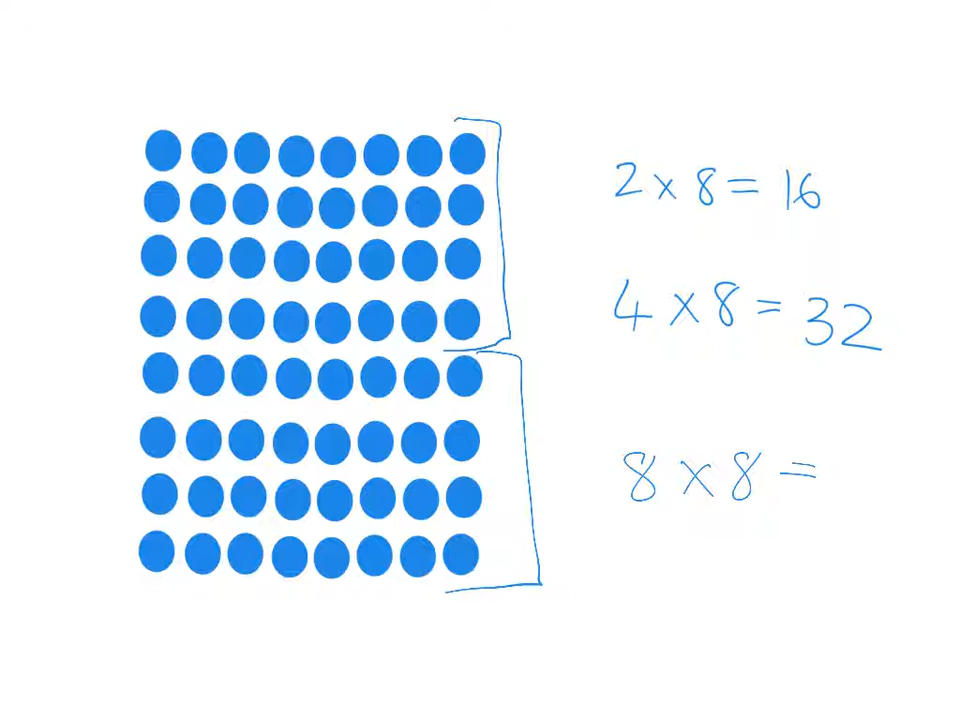 2 × 8 = 16
4 × 8 = 32
8 × 8 =